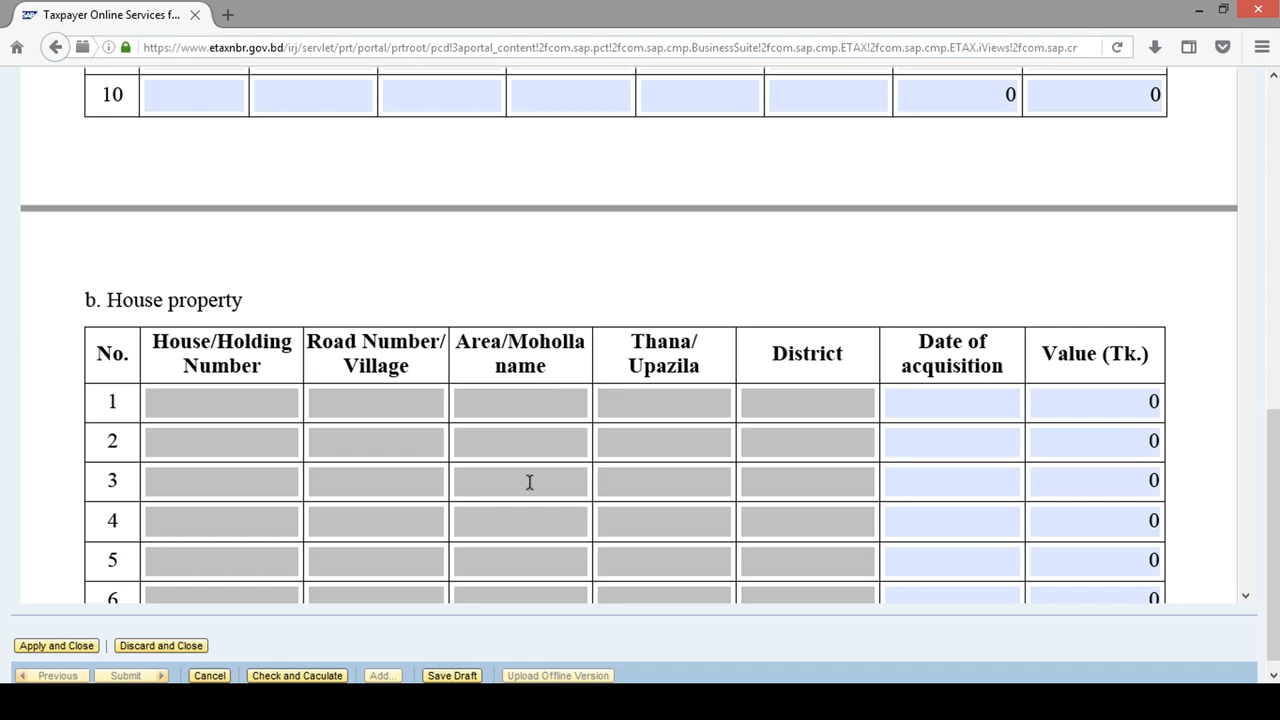 Taxpayer Online Services f...
https://www.etaxnbr.gov.bd/irj/servlet/prt/portal/prtroot/pcd!3aportal_content!2fcom.sap.pct!2fcom.sap.cmp.BusinessSuite!2fcom.sap.cmp.ETAX!2fcom.sap.cmp.ETAX.iViews!2fcom.sap.cr
10 0 0
b. House property
No. House/Holding Number Road Number/ Village Area/Moholla name Thana/ Upazila District Date of acquisition Value (Tk.)
1 0
2 0
3 0
4 0
5 0
6 0
Apply and Close | Discard and Close
Previous Submit Cancel Check and Caculate Add... Save Draft Upload Offline Version